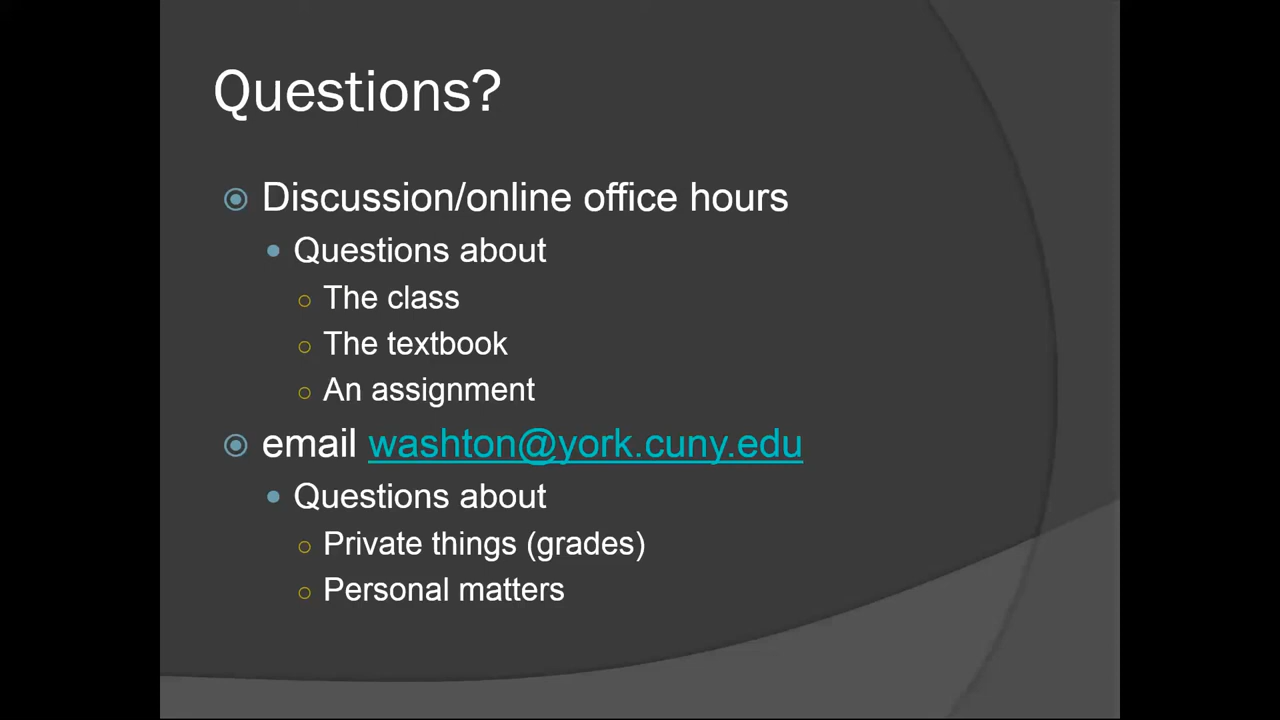 Questions?
Discussion/online office hours
Questions about
The class
The textbook
An assignment
email washton@york.cuny.edu
Questions about
Private things (grades)
Personal matters